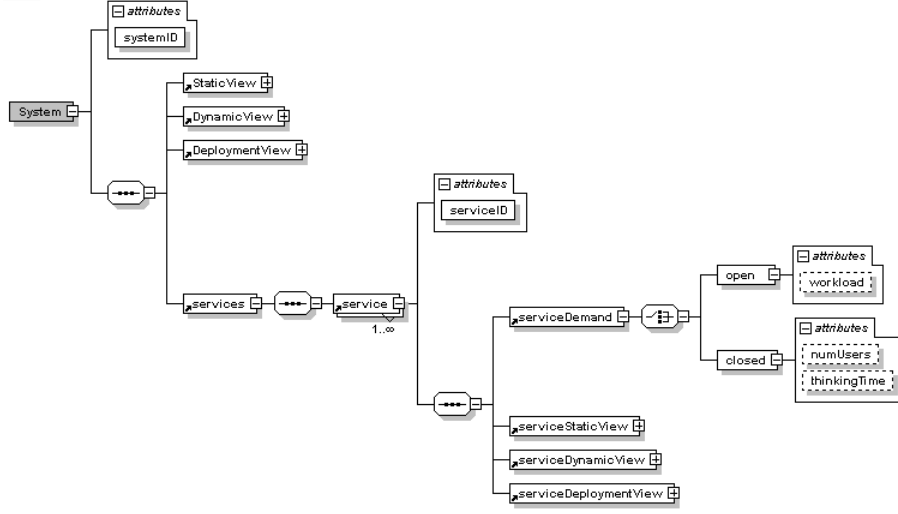 attributes
systemID
StaticView
System
DynamicView
DeploymentView
attributes
serviceID
attributes
open
workload
services
service
1..∞
serviceDemand
attributes
numUsers
closed
thinkingTime
serviceStaticView
serviceDynamicView
serviceDeploymentView